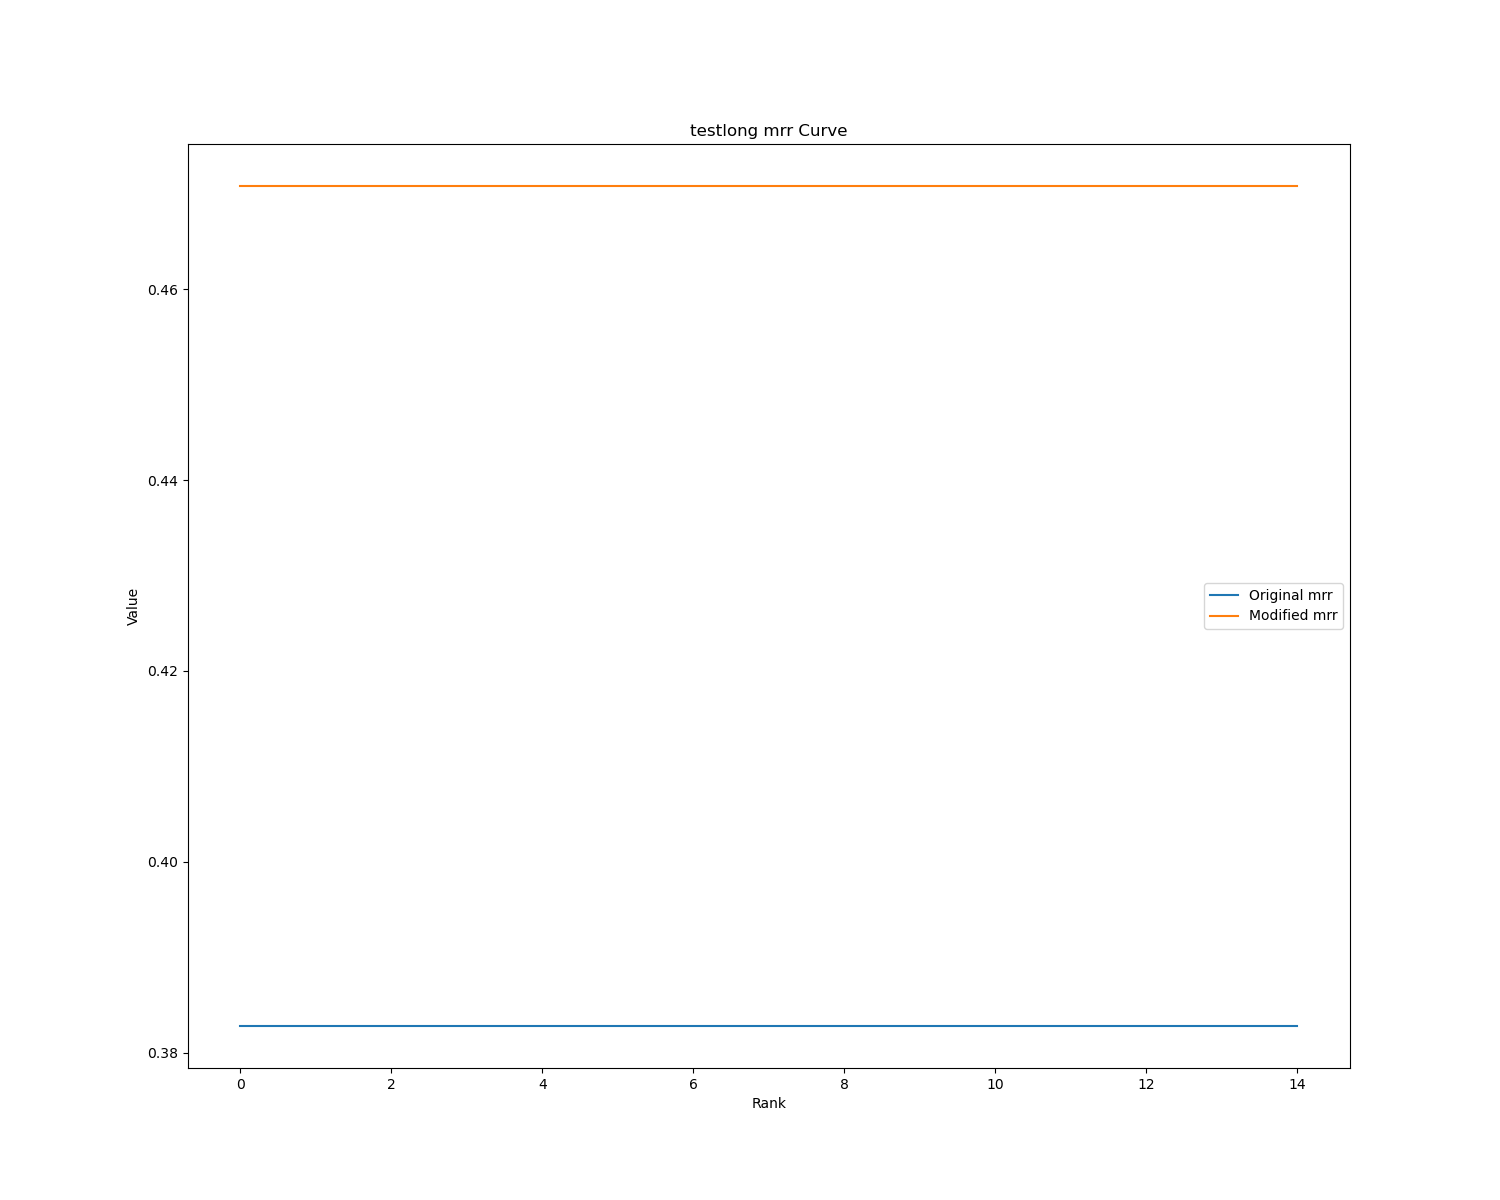 testlong mrr Curve
0.46
0.44
0.42
0.40
0.38
Value
Original mrr
Modified mrr
0 2 4 6 8 10 12 14
Rank